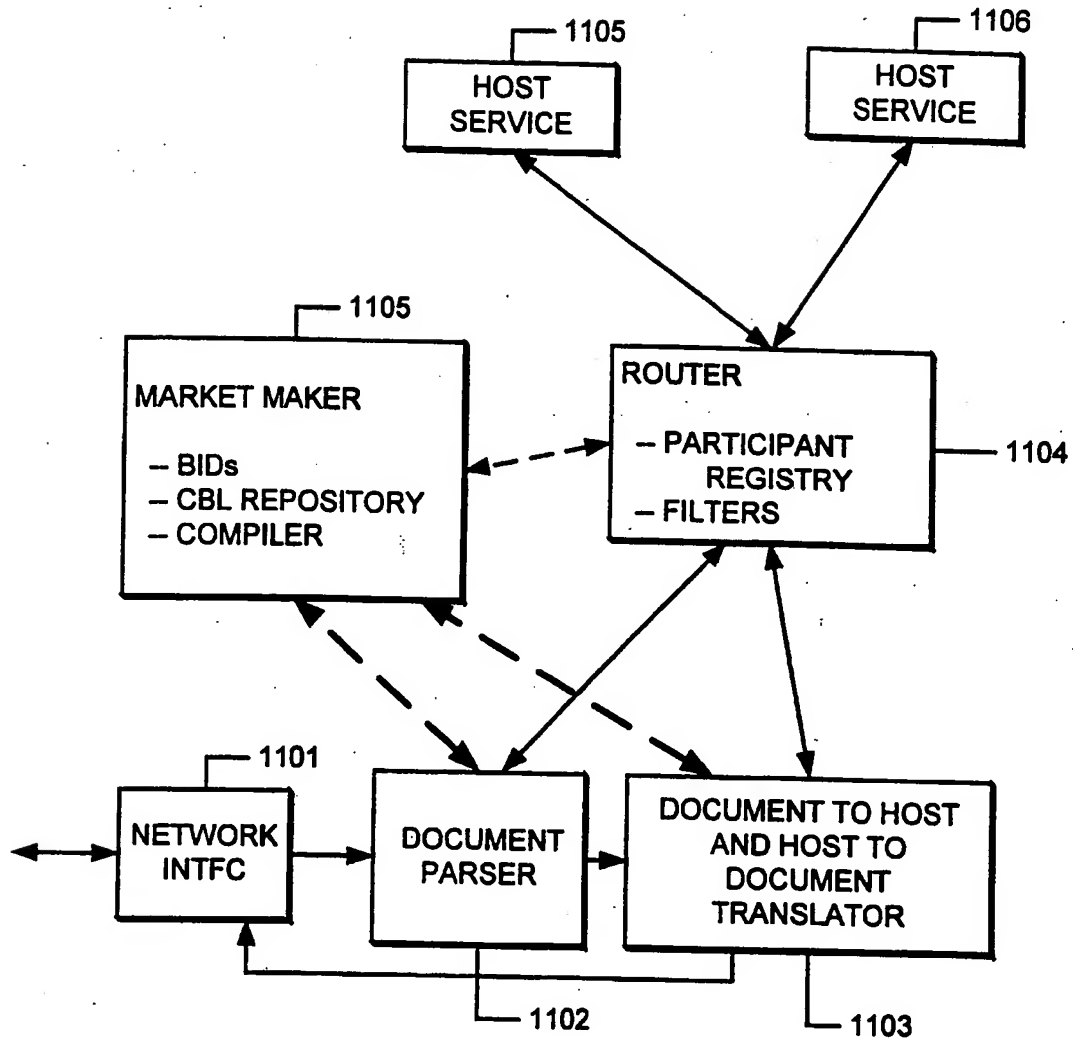 1105
1106
HOST
SERVICE
HOST
SERVICE
1105
MARKET MAKER
– BIDs
– CBL REPOSITORY
– COMPILER
ROUTER
– PARTICIPANT
REGISTRY
– FILTERS
1104
1101
NETWORK
INTFC
DOCUMENT
PARSER
DOCUMENT TO HOST
AND HOST TO
DOCUMENT
TRANSLATOR
1102
1103